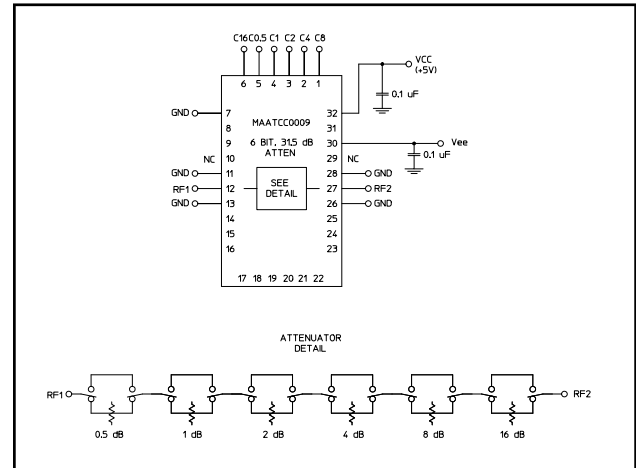 C16 C0.5 C1 C2 C4 C8
6 5 4 3 2 1
VCC
(+5V)
0.1 uF
GND 7 32
8 MAATCC0009 31
9 6 BIT, 31.5 dB 30 Vee
NC 10 ATTEN 29 NC 0.1 uF
GND 11 28 GND
RF1 12 SEE 27 RF2
GND 13 DETAIL 26 GND
14 25
15 24
16 23
17 18 19 20 21 22
ATTENUATOR
DETAIL
RF1 RF2
0.5 dB 1 dB 2 dB 4 dB 8 dB 16 dB